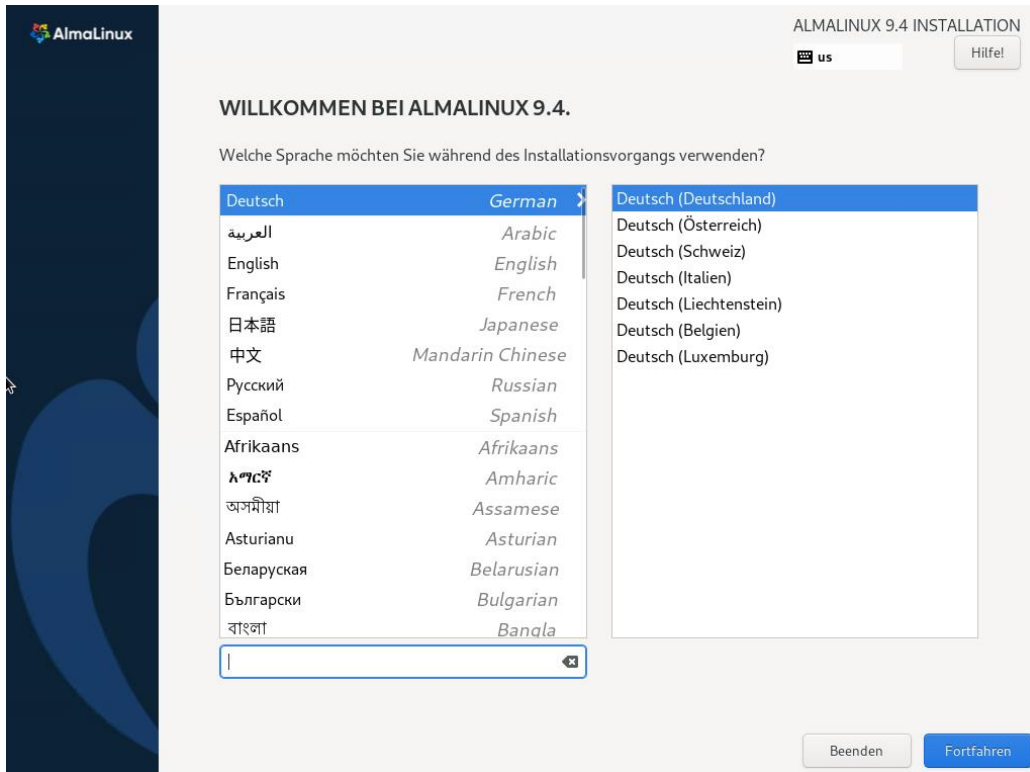 AlmaLinux
ALMALINUX 9.4 INSTALLATION
us
Hilfe!
WILLKOMMEN BEI ALMALINUX 9.4.
Welche Sprache möchten Sie während des Installationsvorgangs verwenden?
Deutsch German
العربية Arabic
English English
Français French
日本語 Japanese
中文 Mandarin Chinese
Русский Russian
Español Spanish
Afrikaans Afrikaans
አማርኛ Amharic
অসমীয়া Assamese
Asturianu Asturian
Беларуская Belarusian
Български Bulgarian
বাংলা Bangla
Deutsch (Deutschland)
Deutsch (Österreich)
Deutsch (Schweiz)
Deutsch (Italien)
Deutsch (Liechtenstein)
Deutsch (Belgien)
Deutsch (Luxemburg)
Beenden
Fortfahren